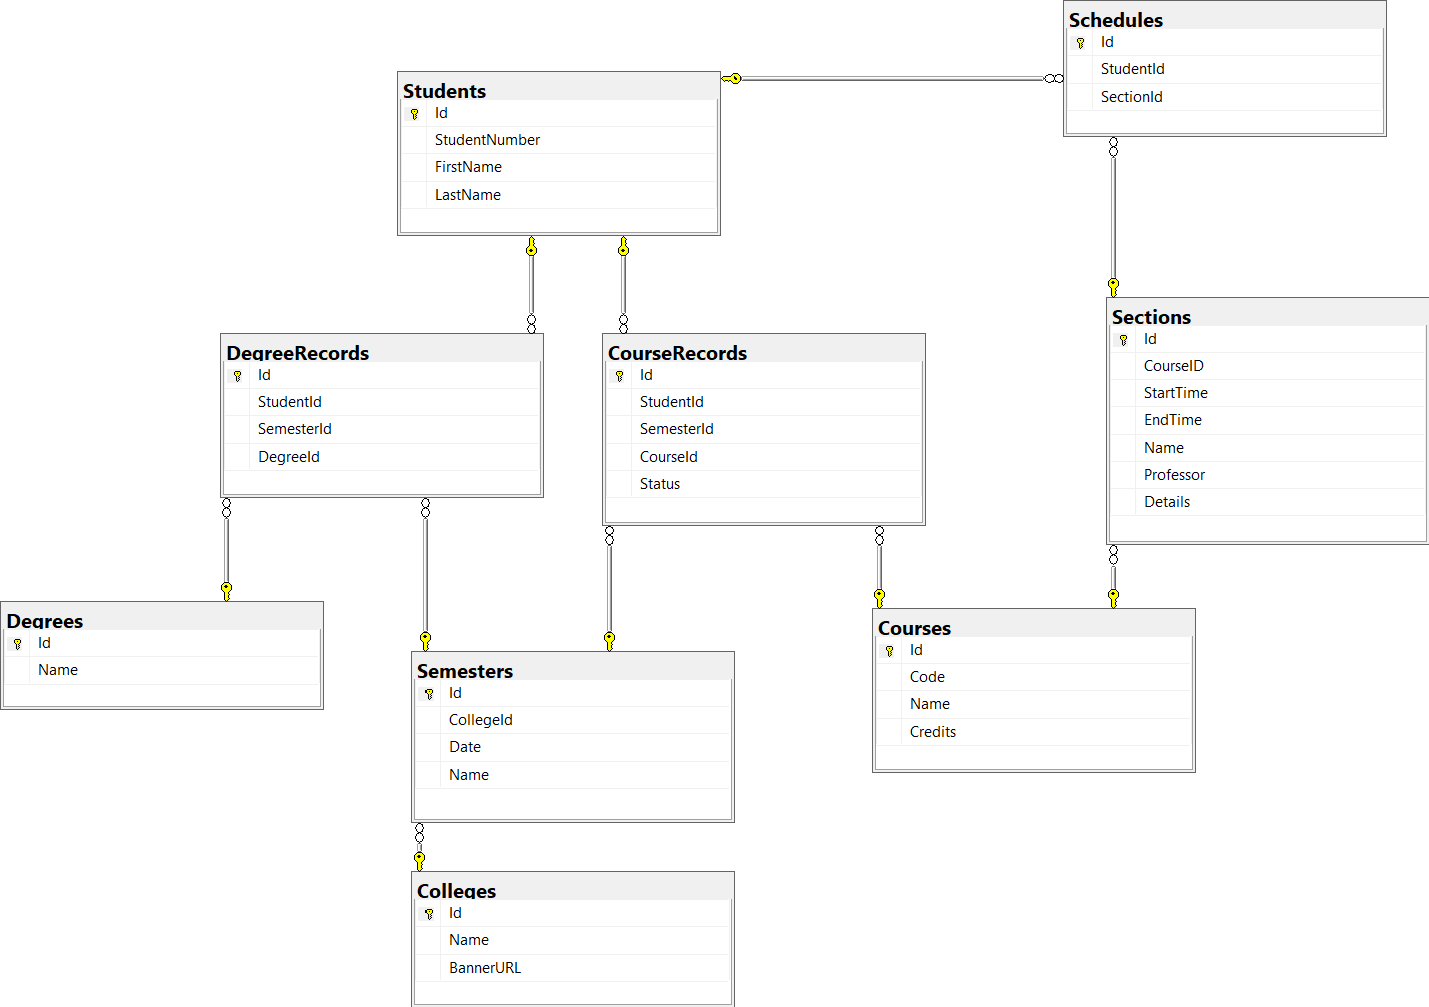 Schedules
Id
StudentId
SectionId
Students
Id
StudentNumber
FirstName
LastName
Sections
Id
CourseID
StartTime
EndTime
Name
Professor
Details
DegreeRecords
Id
StudentId
SemesterId
DegreeId
CourseRecords
Id
StudentId
SemesterId
CourseId
Status
Degrees
Id
Name
Courses
Id
Code
Name
Credits
Semesters
Id
CollegeId
Date
Name
Colleges
Id
Name
BannerURL